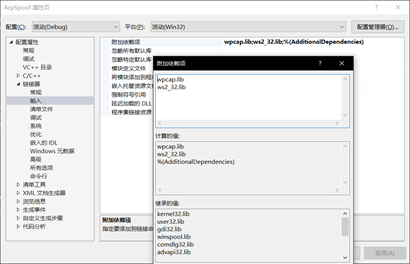 ArpSpoof 属性页
配置(C): 活动(Debug) 平台(P): 活动(Win32) 配置管理器(O)...
配置属性
常规
调试
VC++ 目录
C/C++
链接器
常规
输入
清单文件
调试
系统
优化
嵌入的 IDL
Windows 元数据
高级
所有选项
命令行
清单工具
XML 文档生成器
浏览信息
生成事件
自定义生成步骤
代码分析
附加依赖项 wpcap.lib;ws2_32.lib;%(AdditionalDependencies)
忽略所有默认库
忽略特定默认库
模块定义文件
将模块添加到程
嵌入托管资源文
强制符号引用
延迟加载的 DLL
程序集链接资源
附加依赖项
指定要添加到链接命
附加依赖项
wpcap.lib
ws2_32.lib
计算的值:
wpcap.lib
ws2_32.lib
%(AdditionalDependencies)
继承的值:
kernel32.lib
user32.lib
gdi32.lib
winspool.lib
comdlg32.lib
advapi32.lib
应用(A)